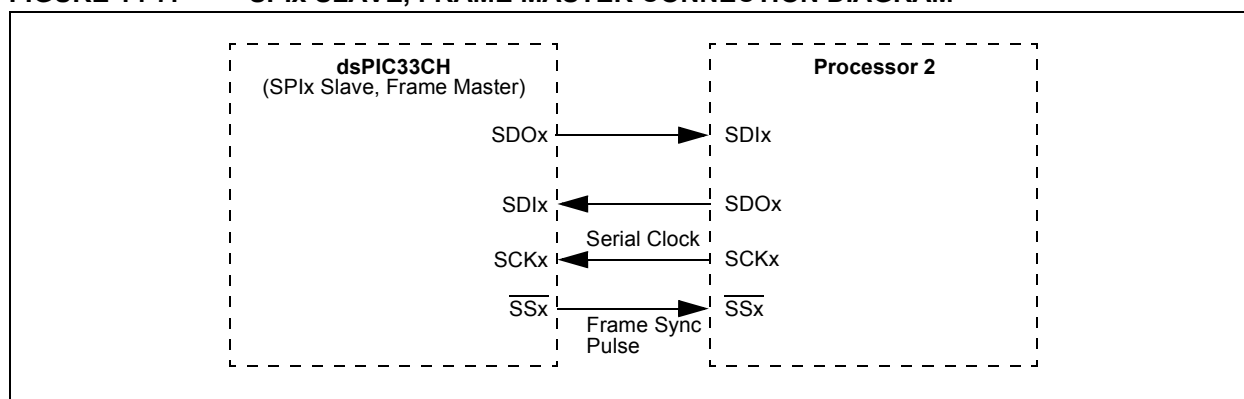 dsPIC33CH
(SPIx Slave, Frame Master)
Processor 2
SDOx
SDIx
SDIx
SDOx
Serial Clock
SCKx
SCKx
SSx
SSx
Frame Sync
Pulse